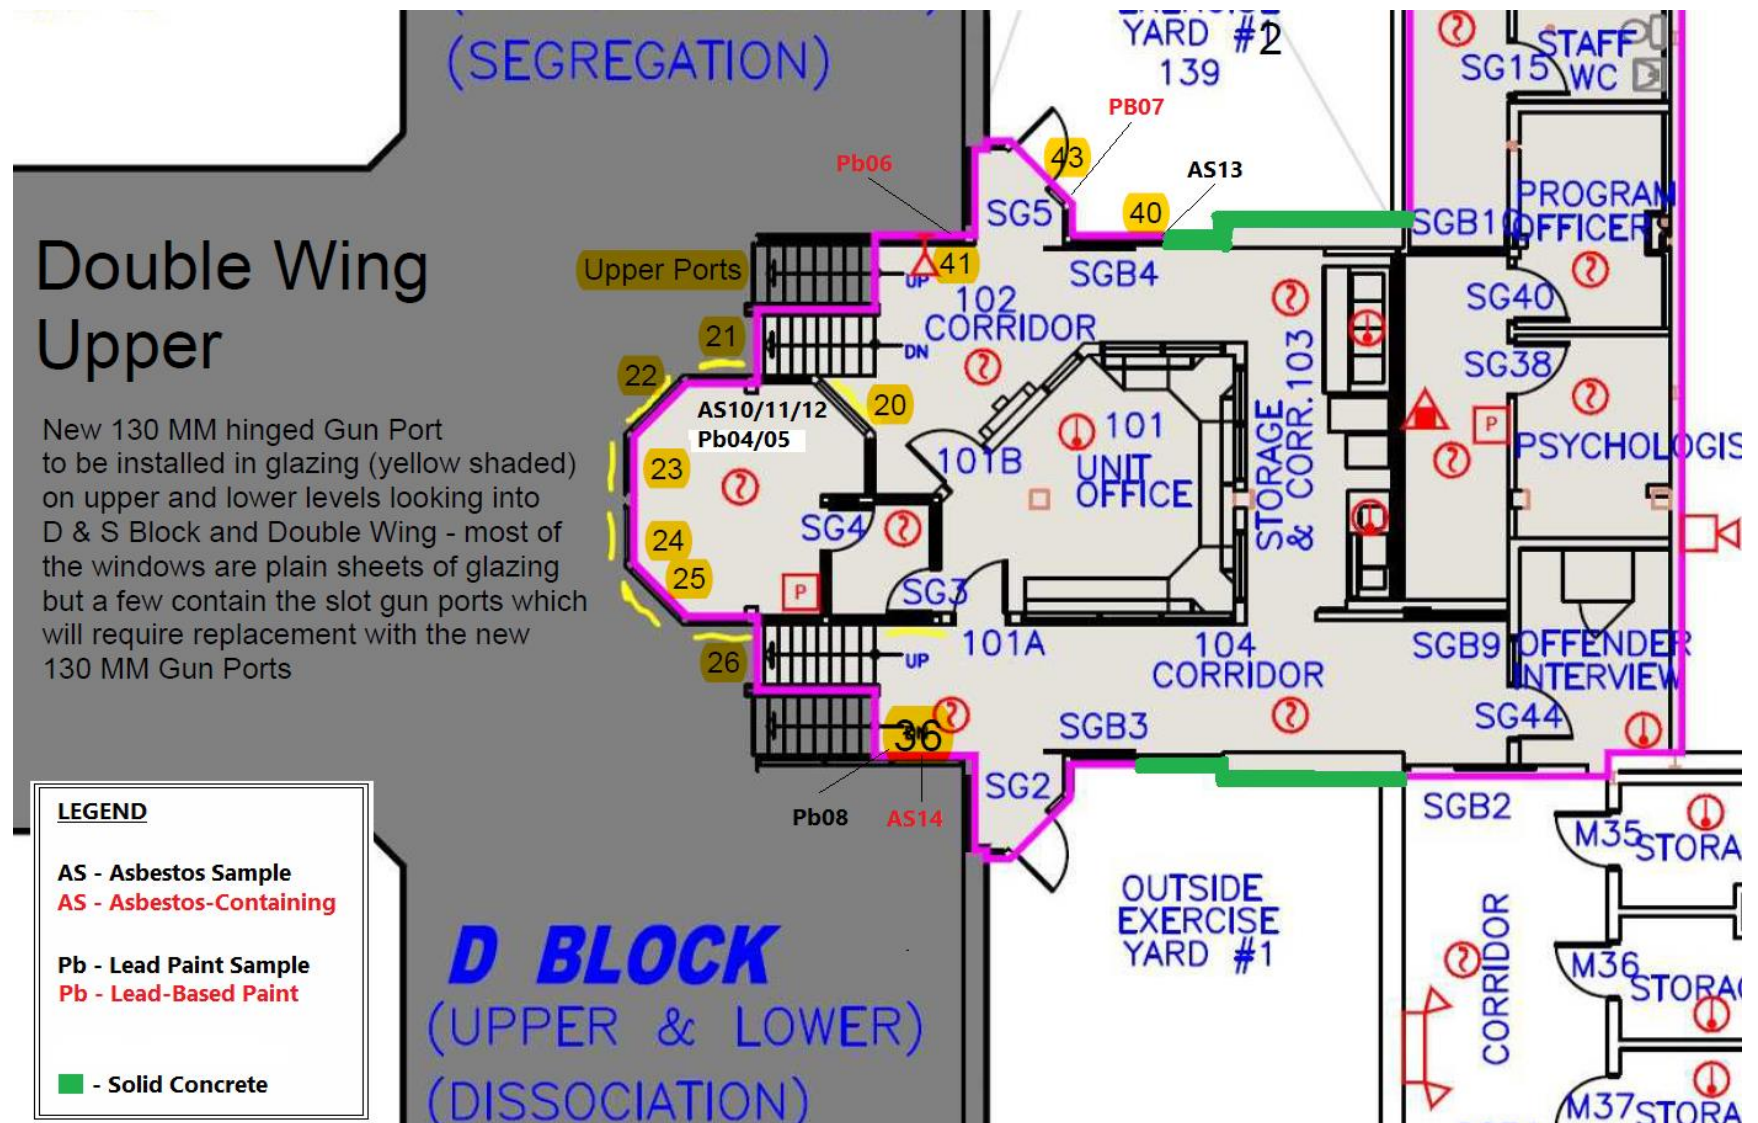 (SEGREGATION)
YARD #2
139
PB07
Pb06
43
AS13
40
SG5
SG15
STAFF
WC
PROGRAM
OFFICER
SGB10
Double Wing
Upper
Upper Ports
UP
41
SGB4
102
CORRIDOR
SG40
SG38
21
DN
22
20
AS10/11/12
Pb04/05
New 130 MM hinged Gun Port
to be installed in glazing (yellow shaded)
on upper and lower levels looking into
D & S Block and Double Wing - most of
the windows are plain sheets of glazing
but a few contain the slot gun ports which
will require replacement with the new
130 MM Gun Ports
23
24
25
26
101B
101
UNIT
OFFICE
STORAGE
& CORR. 103
P
PSYCHOLOGIS
SG4
P
SG3
101A
UP
104
CORRIDOR
SGB9
OFFENDER
INTERVIEW
SG44
36
SGB3
SG2
Pb08
AS14
SGB2
M35
STORA
LEGEND
AS - Asbestos Sample
AS - Asbestos-Containing
Pb - Lead Paint Sample
Pb - Lead-Based Paint
- Solid Concrete
D BLOCK
(UPPER & LOWER)
(DISSOCIATION)
OUTSIDE
EXERCISE
YARD #1
CORRIDOR
M36
STORAG
M37
STORA